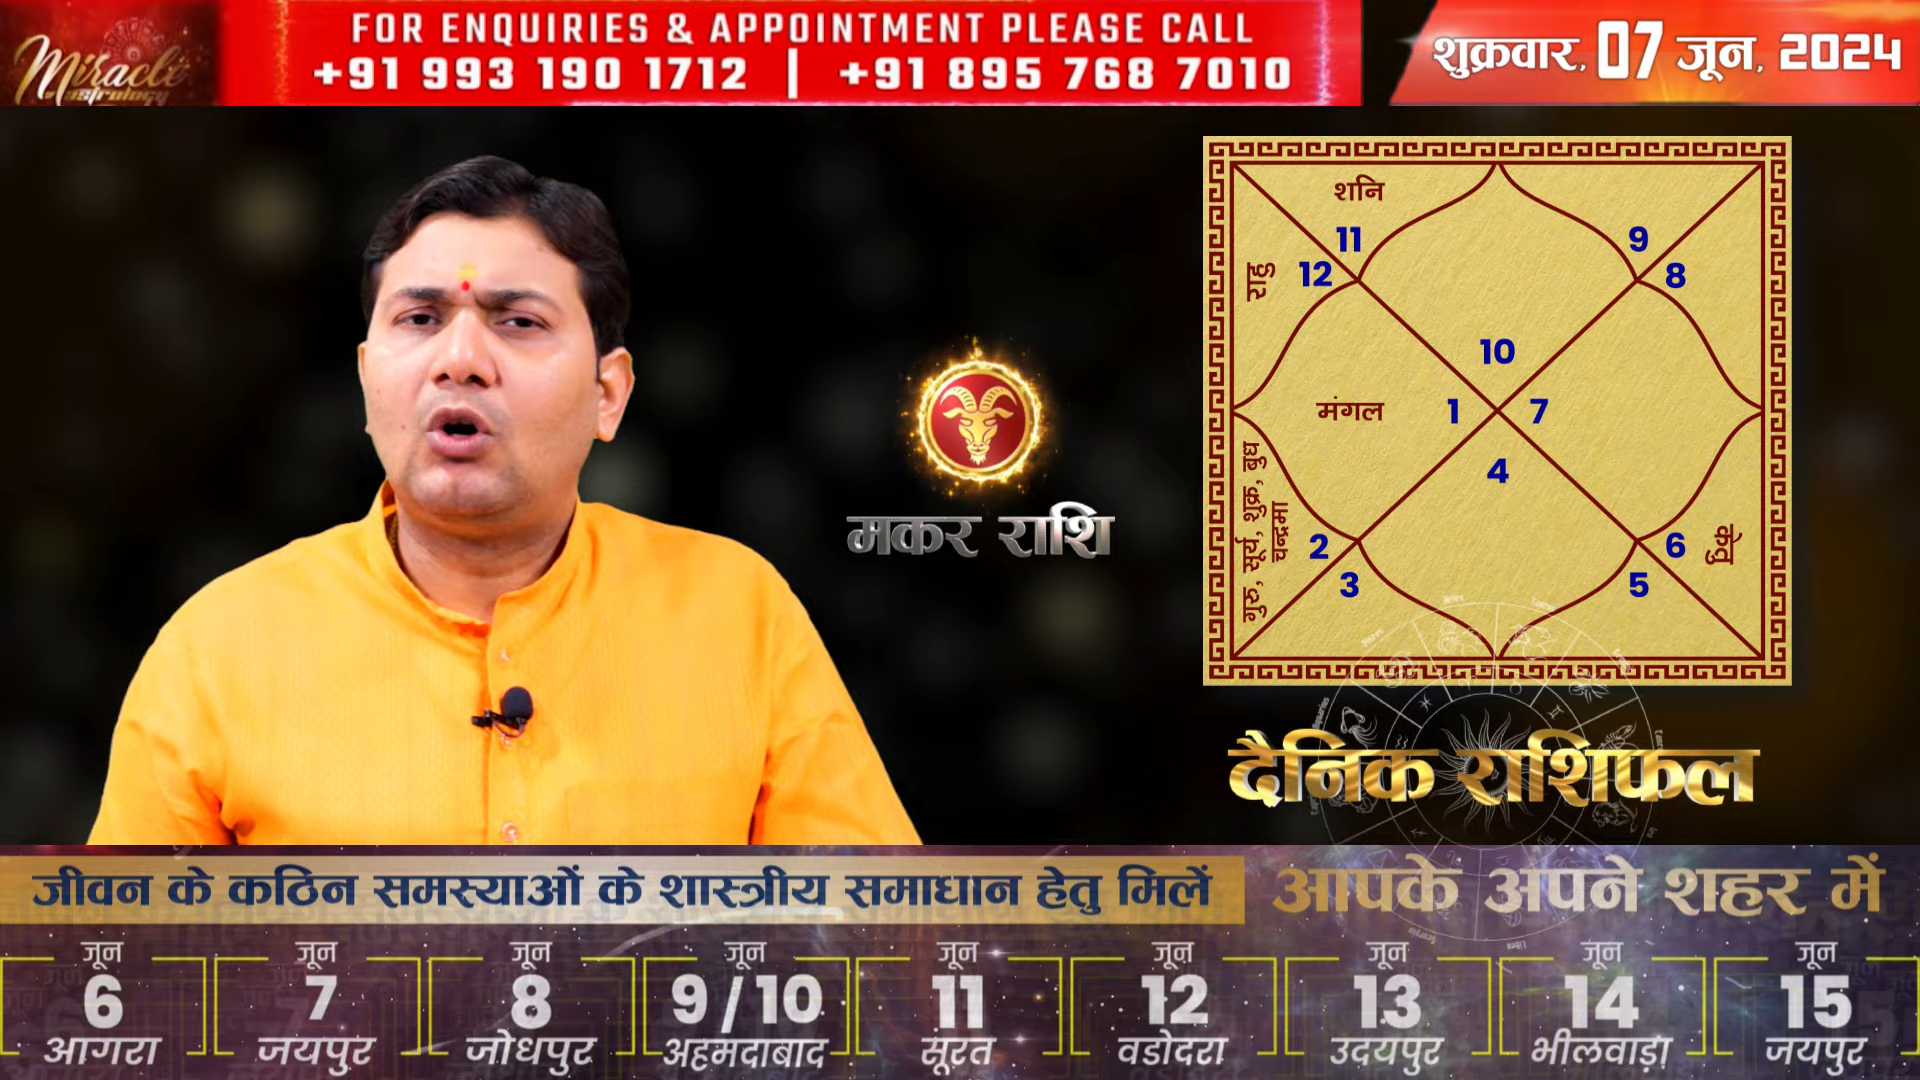 Miracle
astrology
FOR ENQUIRIES & APPOINTMENT PLEASE CALL
+91 993 190 1712 | +91 895 768 7010
शुक्रवार, 07 जून, 2024
शनि
11
9
राहु
12
8
10
मंगल
1
7
4
गुरु, सूर्य, शुक्र, बुध
चन्द्रमा
2
6
केतु
3
5
मकर राशि
दैनिक राशिफल
जीवन के कठिन समस्याओं के शास्त्रीय समाधान हेतु मिलें
आपके अपने शहर में
जून
6
आगरा
जून
7
जयपुर
जून
8
जोधपुर
जून
9/10
अहमदाबाद
जून
11
सूरत
जून
12
वडोदरा
जून
13
उदयपुर
जून
14
भीलवाड़ा
जून
15
जयपुर